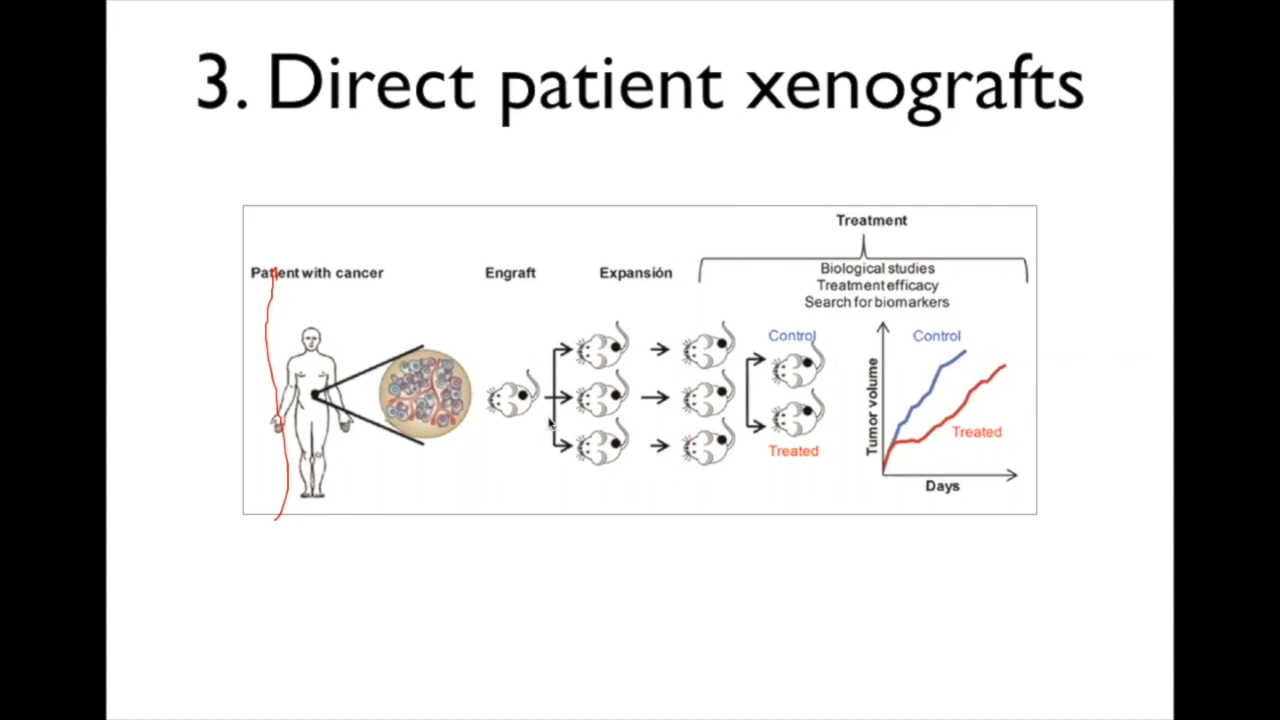 3. Direct patient xenografts
Treatment
Patient with cancer
Engraft
Expansión
Biological studies
Treatment efficacy
Search for biomarkers
Control
Treated
Tumor volume
Control
Treated
Days